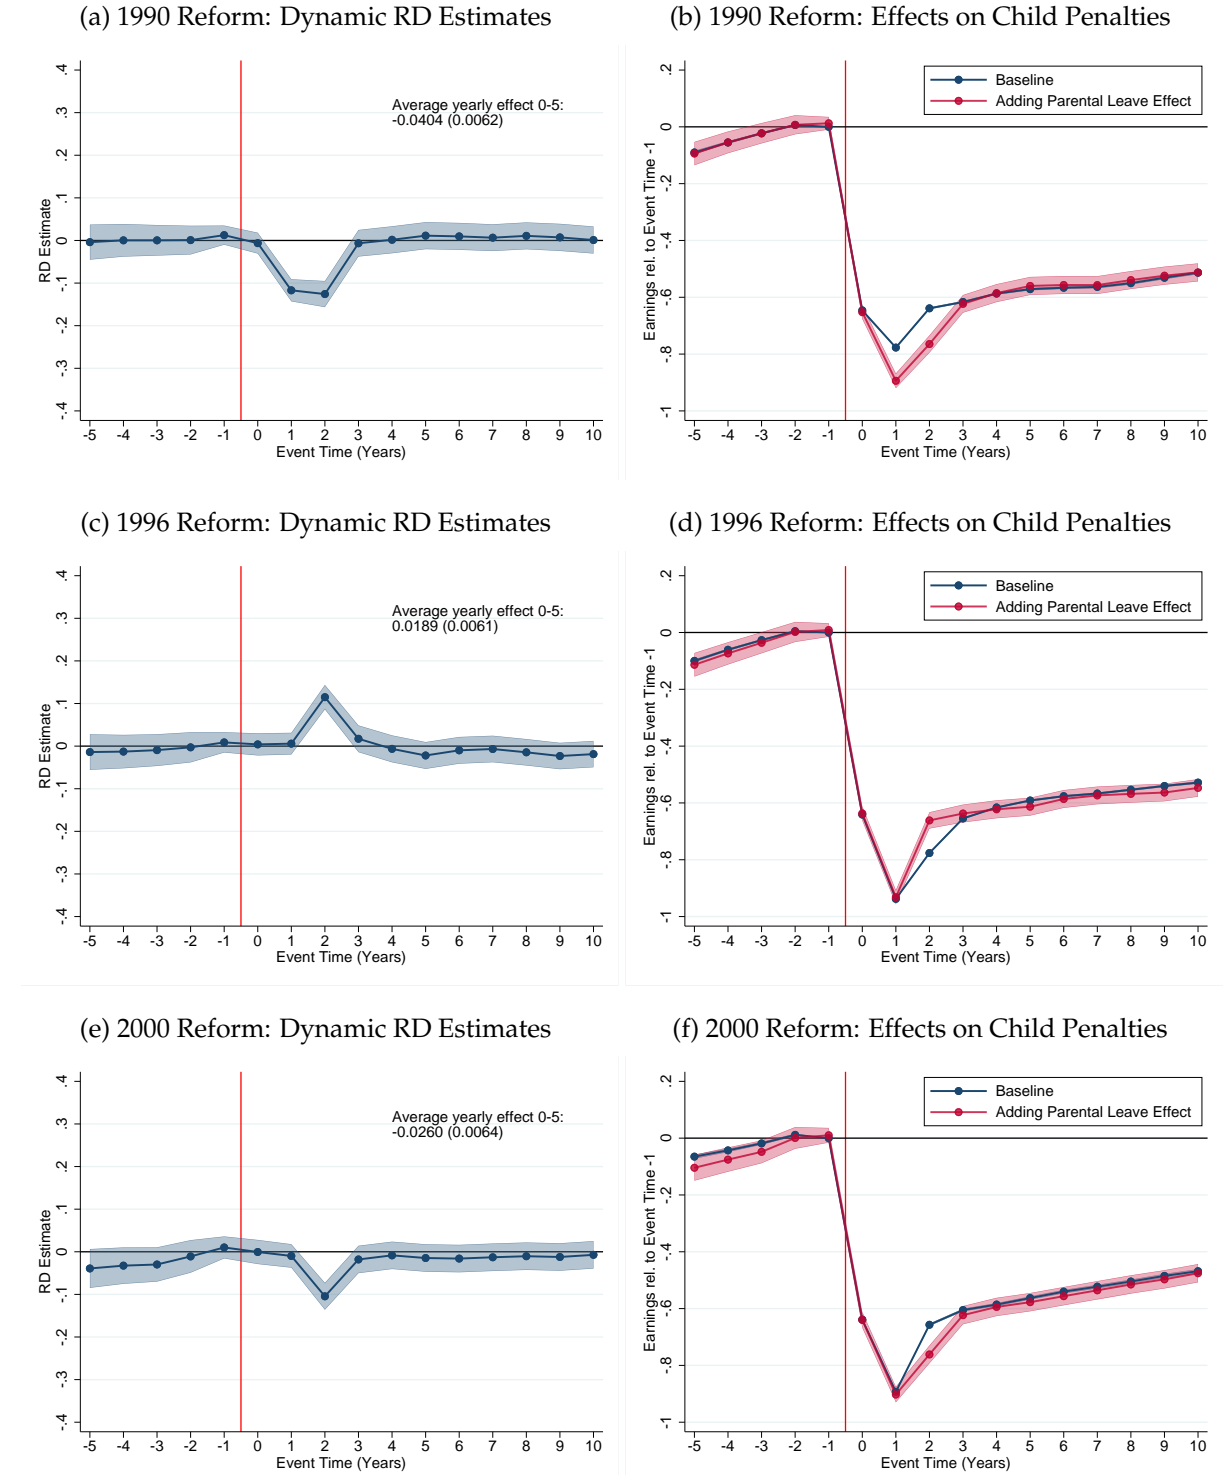 (a) 1990 Reform: Dynamic RD Estimates
.4
.3
.2
.1
0
-.1
-.2
-.3
-.4
RD Estimate
Average yearly effect 0-5:
-0.0404 (0.0062)
-5 -4 -3 -2 -1 0 1 2 3 4 5 6 7 8 9 10
Event Time (Years)
(b) 1990 Reform: Effects on Child Penalties
.2
0
-.2
-.4
-.6
-.8
-1
Earnings rel. to Event Time -1
Baseline
Adding Parental Leave Effect
-5 -4 -3 -2 -1 0 1 2 3 4 5 6 7 8 9 10
Event Time (Years)
(c) 1996 Reform: Dynamic RD Estimates
.4
.3
.2
.1
0
-.1
-.2
-.3
-.4
RD Estimate
Average yearly effect 0-5:
0.0189 (0.0061)
-5 -4 -3 -2 -1 0 1 2 3 4 5 6 7 8 9 10
Event Time (Years)
(d) 1996 Reform: Effects on Child Penalties
.2
0
-.2
-.4
-.6
-.8
-1
Earnings rel. to Event Time -1
Baseline
Adding Parental Leave Effect
-5 -4 -3 -2 -1 0 1 2 3 4 5 6 7 8 9 10
Event Time (Years)
(e) 2000 Reform: Dynamic RD Estimates
.4
.3
.2
.1
0
-.1
-.2
-.3
-.4
RD Estimate
Average yearly effect 0-5:
-0.0260 (0.0064)
-5 -4 -3 -2 -1 0 1 2 3 4 5 6 7 8 9 10
Event Time (Years)
(f) 2000 Reform: Effects on Child Penalties
.2
0
-.2
-.4
-.6
-.8
-1
Earnings rel. to Event Time -1
Baseline
Adding Parental Leave Effect
-5 -4 -3 -2 -1 0 1 2 3 4 5 6 7 8 9 10
Event Time (Years)